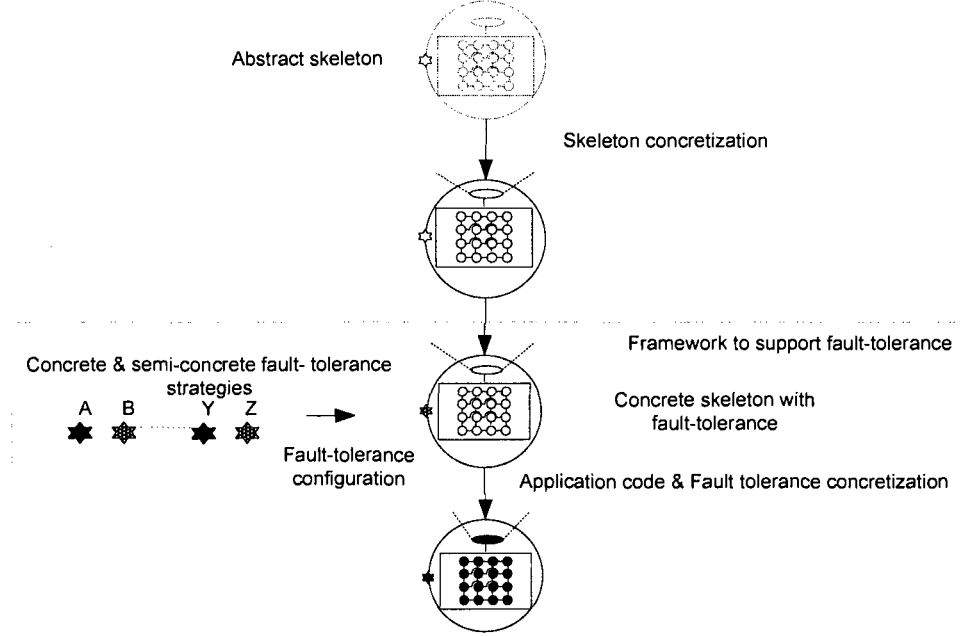 Abstract skeleton
Skeleton concretization
Framework to support fault-tolerance
Concrete & semi-concrete fault- tolerance
strategies
A B Y Z
Concrete skeleton with
fault-tolerance
Fault-tolerance
configuration
Application code & Fault tolerance concretization